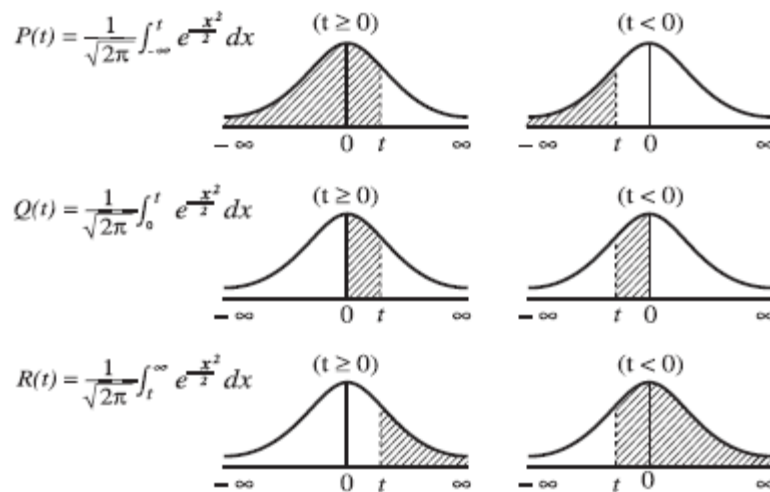 P(t) = 1/√2π ∫₋∞ᵗ e^(-x²/2) dx
(t ≥ 0)
(t < 0)
− ∞ 0 t ∞
− ∞ t 0 ∞
Q(t) = 1/√2π ∫₀ᵗ e^(-x²/2) dx
(t ≥ 0)
(t < 0)
− ∞ 0 t ∞
− ∞ t 0 ∞
R(t) = 1/√2π ∫ₜ^∞ e^(-x²/2) dx
(t ≥ 0)
(t < 0)
− ∞ 0 t ∞
− ∞ t 0 ∞